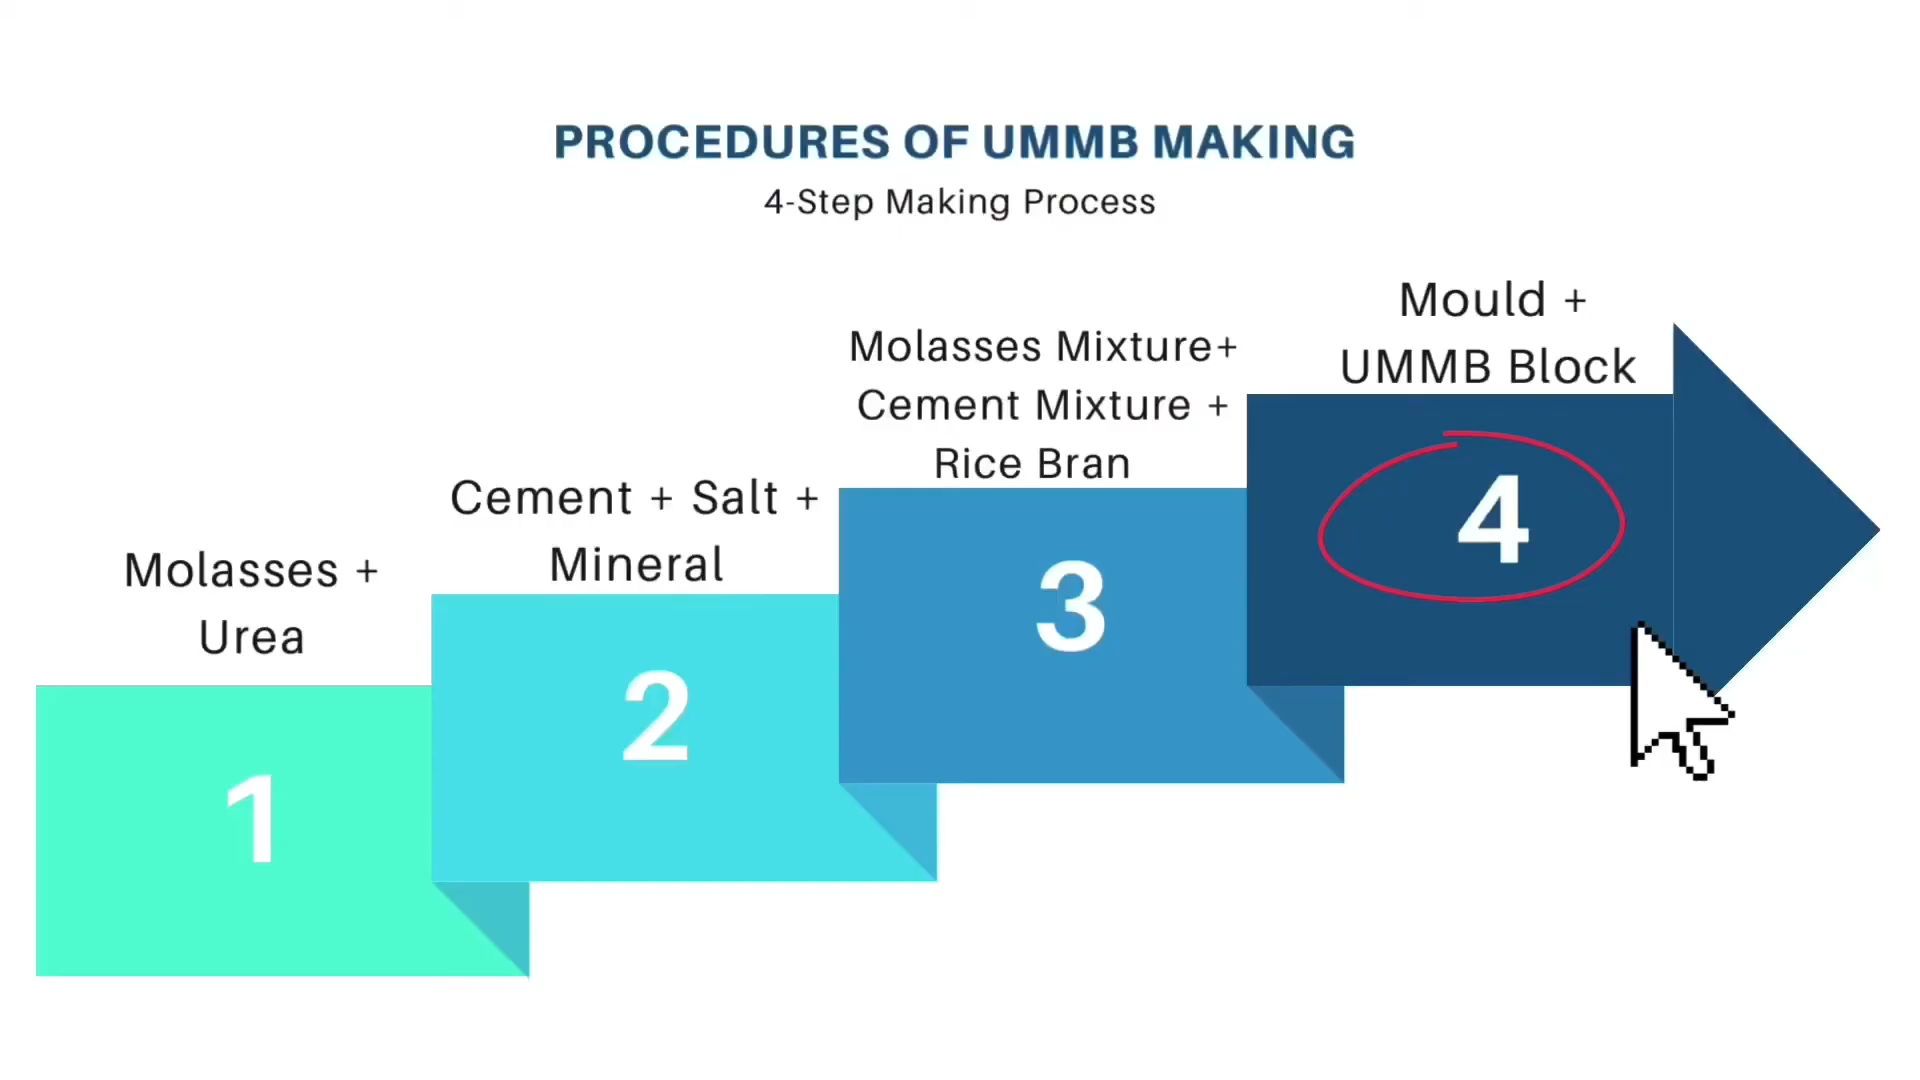 PROCEDURES OF UMMB MAKING
4-Step Making Process
Molasses +
Urea
1
Cement + Salt +
Mineral
2
Molasses Mixture+
Cement Mixture +
Rice Bran
3
Mould +
UMMB Block
4